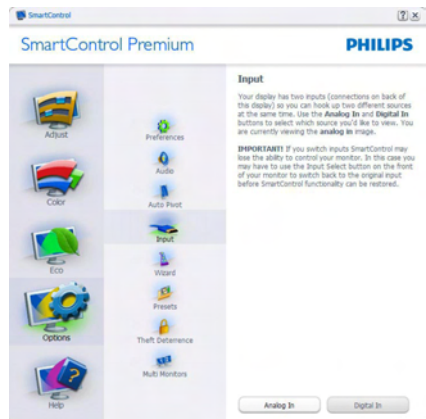 SmartControl
SmartControl Premium
PHILIPS
Adjust
Color
Eco
Options
Help
Preferences
Audio
Auto Pivot
Input
Wizard
Presets
Theft Deterrence
Multi Monitors
Input
Your display has two inputs (connections on back of
this display) so you can hook up two different sources
at the same time. Use the Analog In and Digital In
buttons to select which source you'd like to view. You
are currently viewing the analog in image.
IMPORTANT! If you switch inputs SmartControl may
lose the ability to control your monitor. In this case you
may have to use the Input Select button on the front
of your monitor to switch back to the original input
before SmartControl functionality can be restored.
Analog In
Digital In